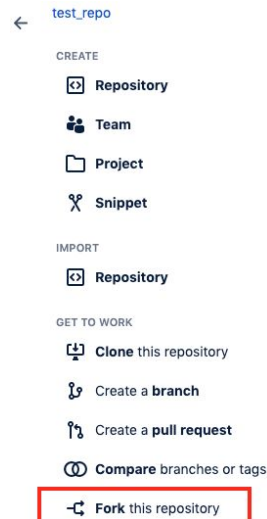 test_repo
CREATE
Repository
Team
Project
Snippet
IMPORT
Repository
GET TO WORK
Clone this repository
Create a branch
Create a pull request
Compare branches or tags
Fork this repository